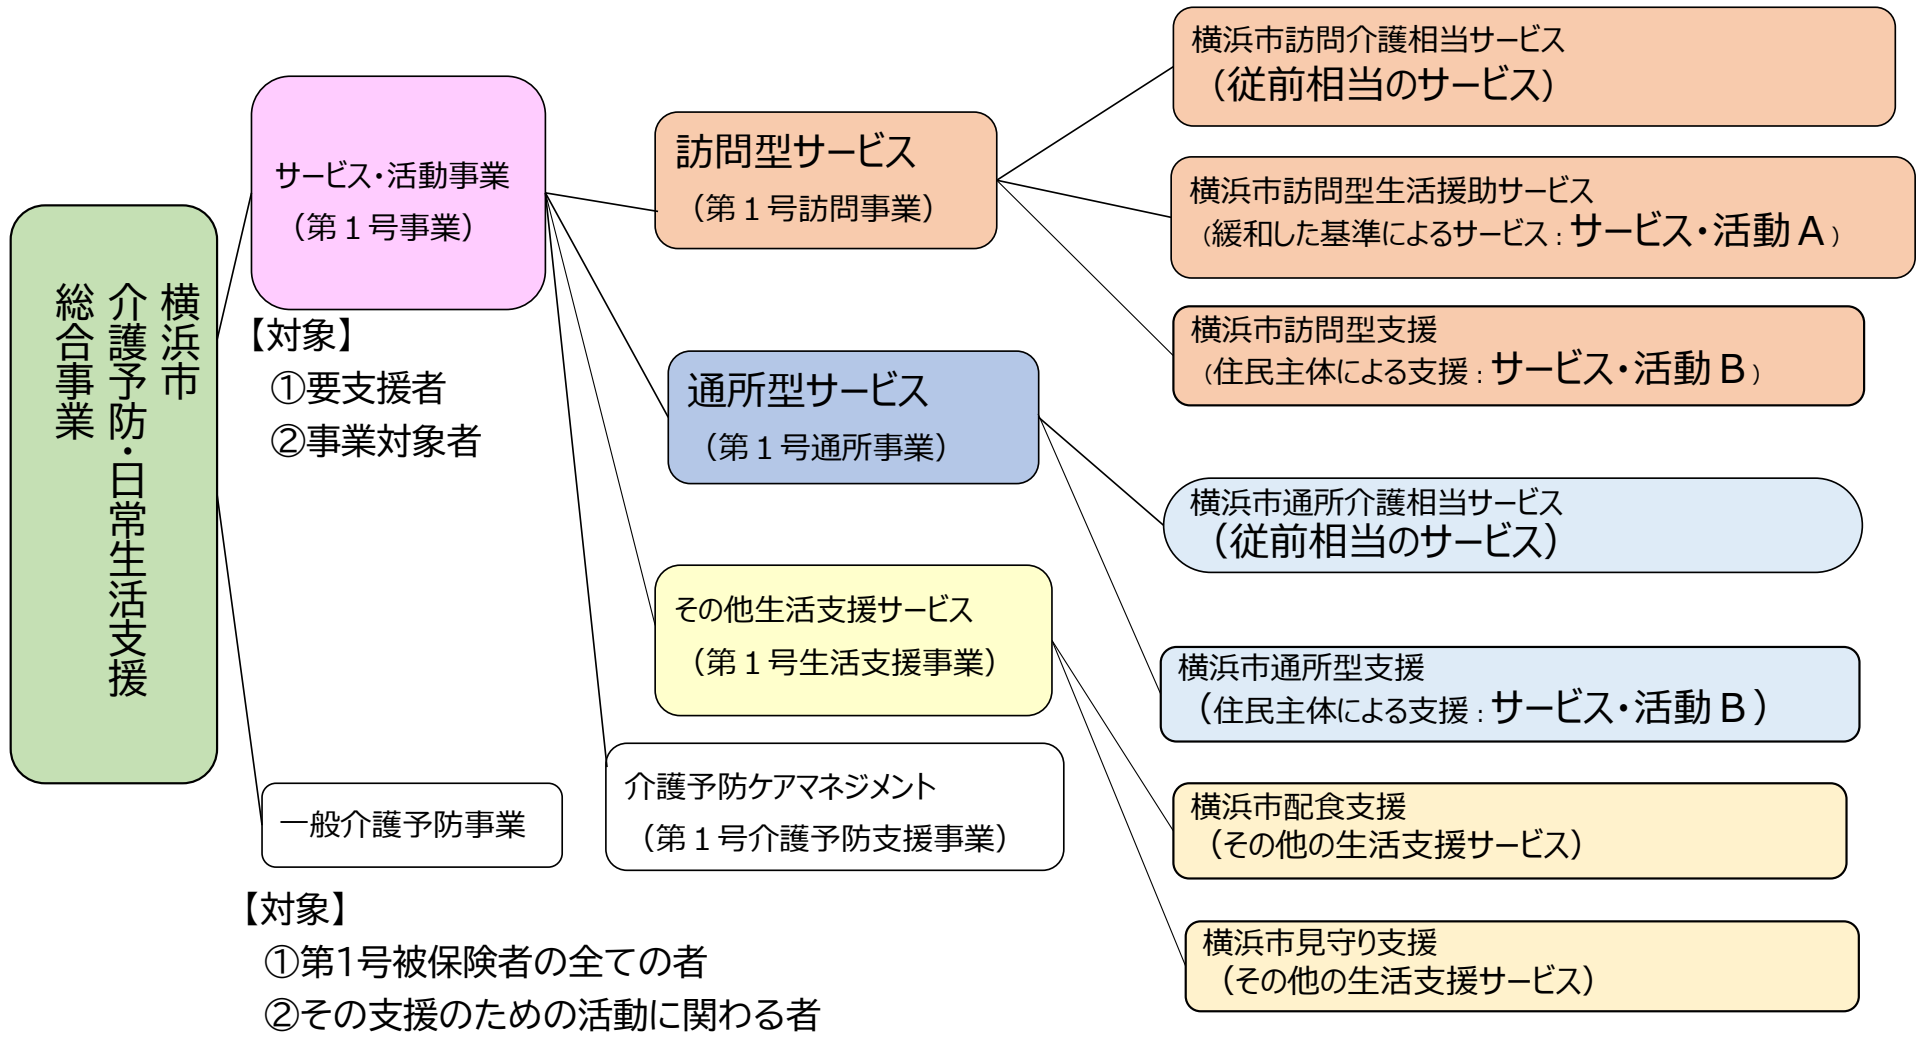 横浜市
介護予防・日常生活支援
総合事業
サービス・活動事業
（第１号事業）
【対象】
①要支援者
②事業対象者
一般介護予防事業
【対象】
①第1号被保険者の全ての者
②その支援のための活動に関わる者
訪問型サービス
（第１号訪問事業）
通所型サービス
（第１号通所事業）
その他生活支援サービス
（第１号生活支援事業）
介護予防ケアマネジメント
（第１号介護予防支援事業）
横浜市訪問介護相当サービス
（従前相当のサービス）
横浜市訪問型生活援助サービス
（緩和した基準によるサービス：サービス・活動Ａ）
横浜市訪問型支援
（住民主体による支援：サービス・活動Ｂ）
横浜市通所介護相当サービス
（従前相当のサービス）
横浜市通所型支援
（住民主体による支援：サービス・活動Ｂ）
横浜市配食支援
（その他の生活支援サービス）
横浜市見守り支援
（その他の生活支援サービス）